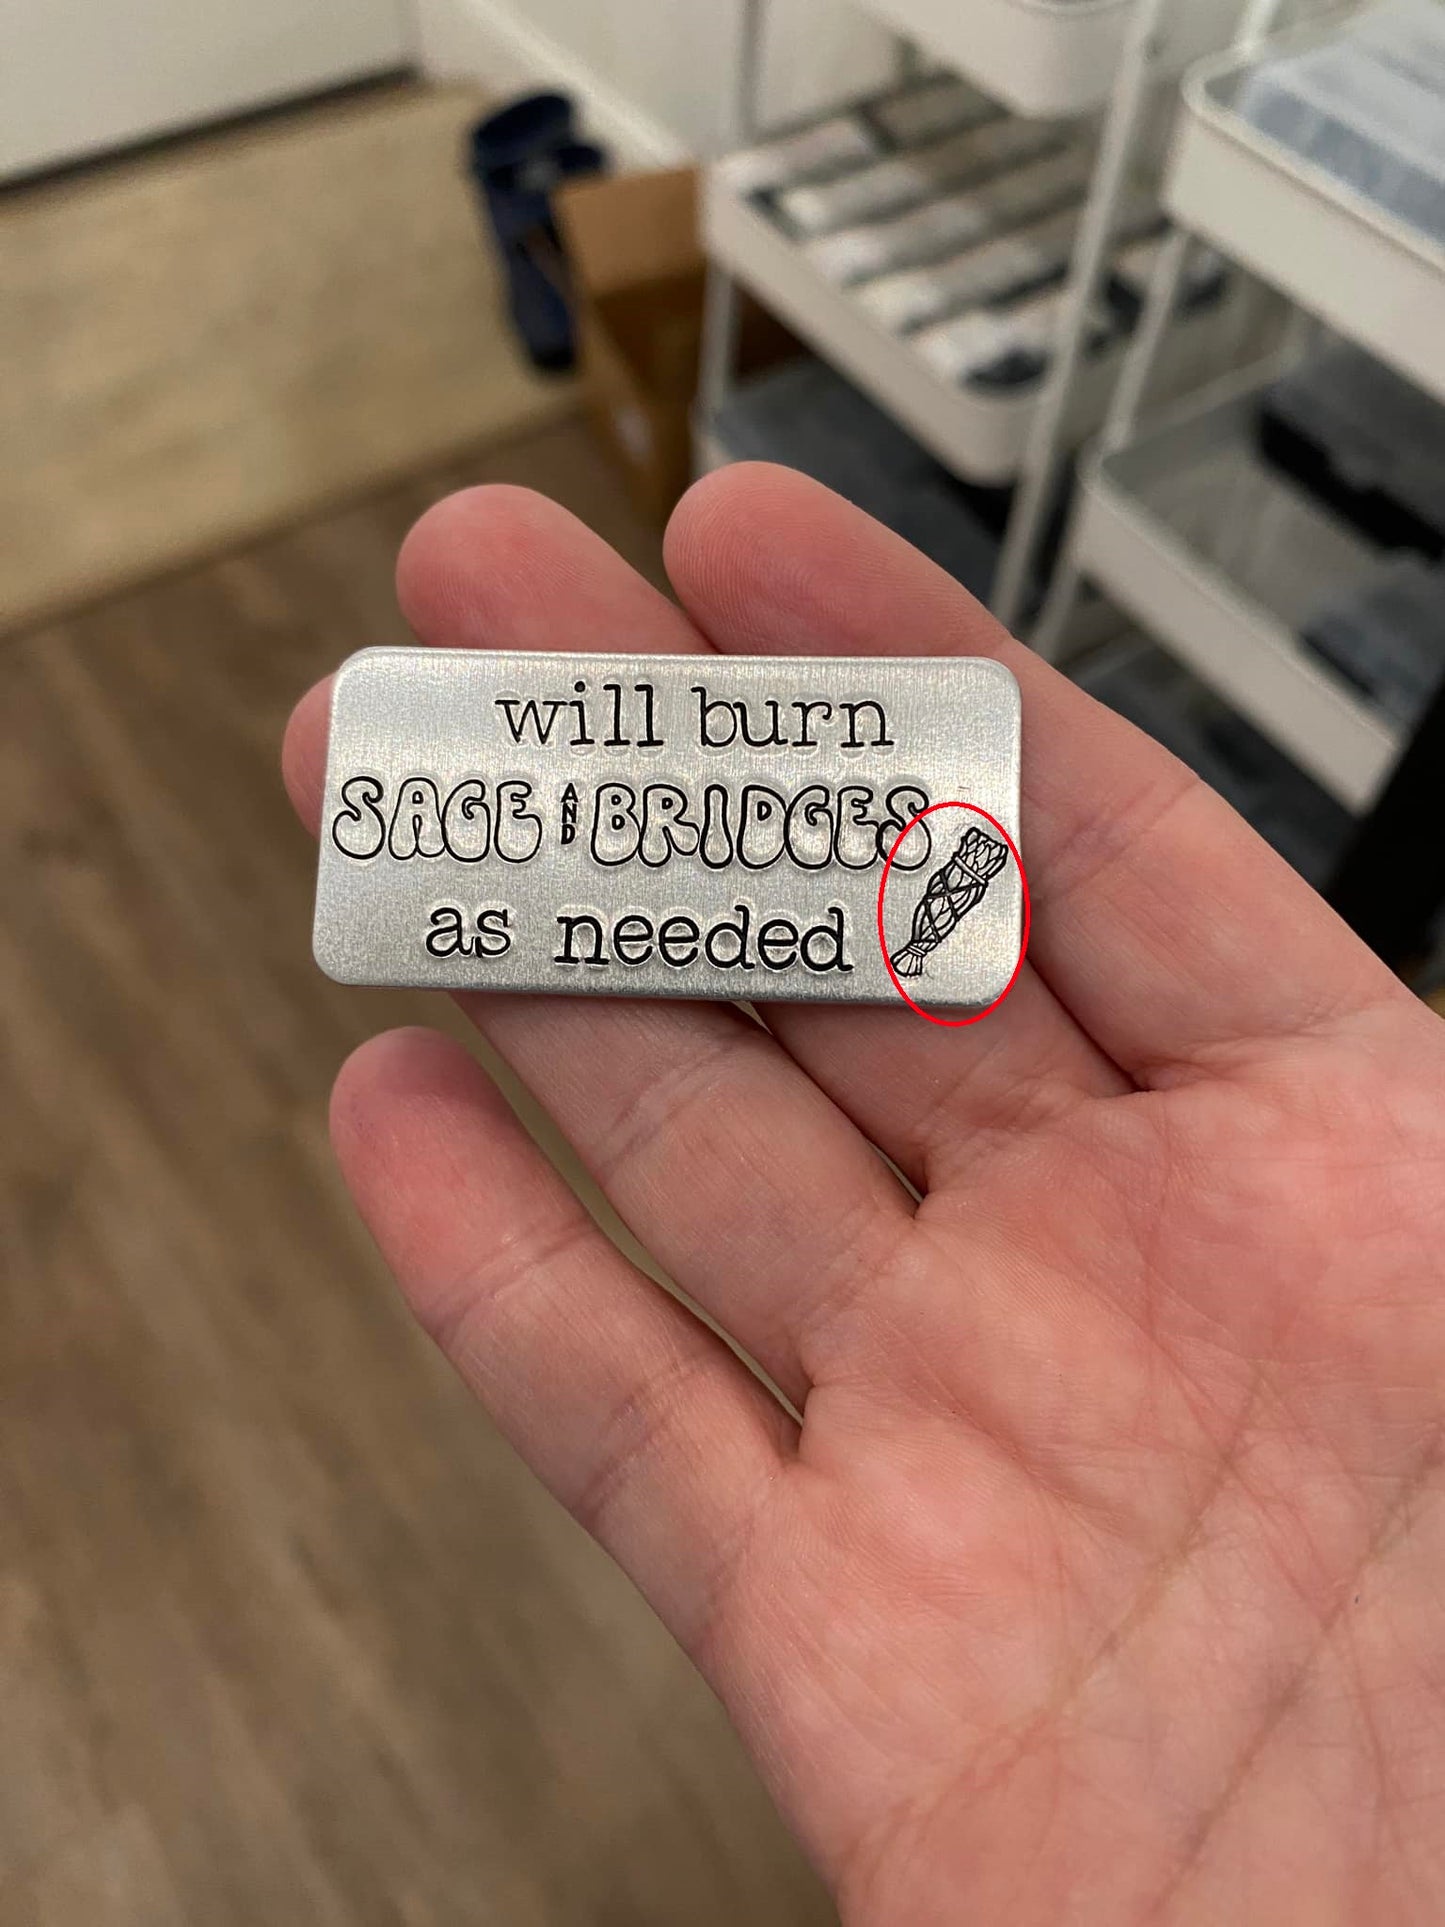 will burn
SAGE AND BRIDGES
as needed